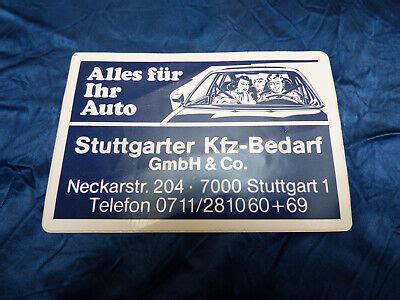 Alles für
Ihr
Auto
Stuttgarter Kfz-Bedarf
GmbH & Co.
Neckarstr. 204 · 7000 Stuttgart 1
Telefon 0711/281060+69